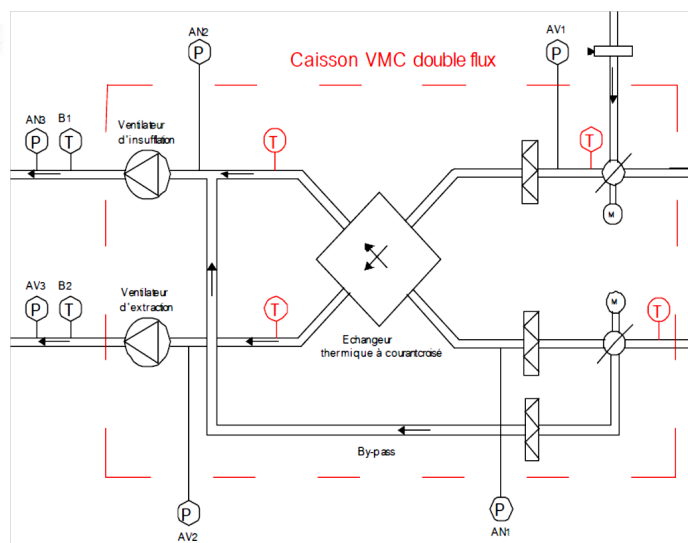 AN2
AV1
P
P
Caisson VMC double flux
AN3
B1
Ventilateur
d'insufflation
P
T
T
T
M
AV3
B2
Ventilateur
d'extraction
M
P
T
T
T
Echangeur
thermique à courantcroisé
By-pass
P
P
AV2
AN1